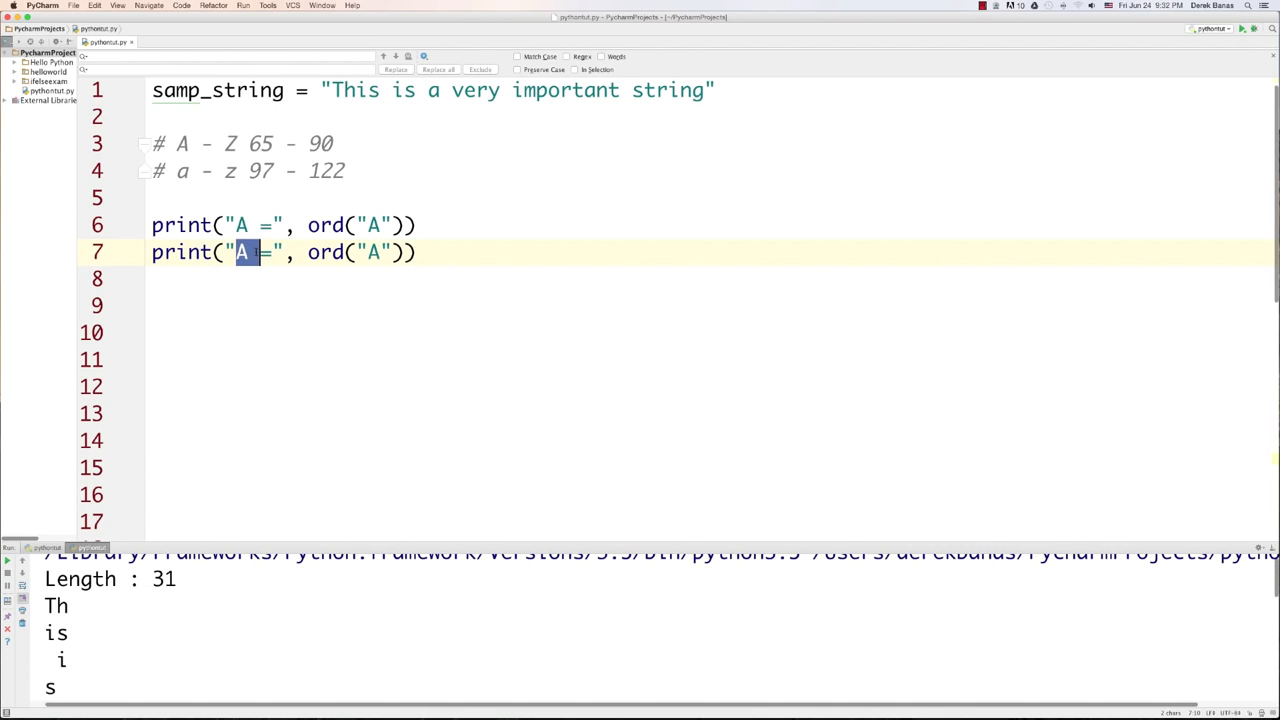 PyCharm File Edit View Navigate Code Refactor Run Tools VCS Window Help 10 Fri Jun 24 9:32 PM Derek Banas
pythontut.py - PyCharmProjects - [~/PycharmProjects]
PycharmProjects pythontut.py pythontut
pythontut.py
PycharmProject
Hello Python
helloworld
ifelseexam
pythontut.py
External Librarie
Match Case Regex Words
Replace Replace all Exclude Preserve Case In Selection
1 samp_string = "This is a very important string"
2
3 # A - Z 65 - 90
4 # a - z 97 - 122
5
6 print("A =", ord("A"))
7 print("A =", ord("A"))
8
9
10
11
12
13
14
15
16
17
Run: pythontut pythontut
/Library/Frameworks/Python.framework/Versions/3.5/bin/python3.5 /Users/derekbanas/PycharmProjects/pytho
Length : 31
Th
is
i
s
2 chars 7:10 LF UTF-8